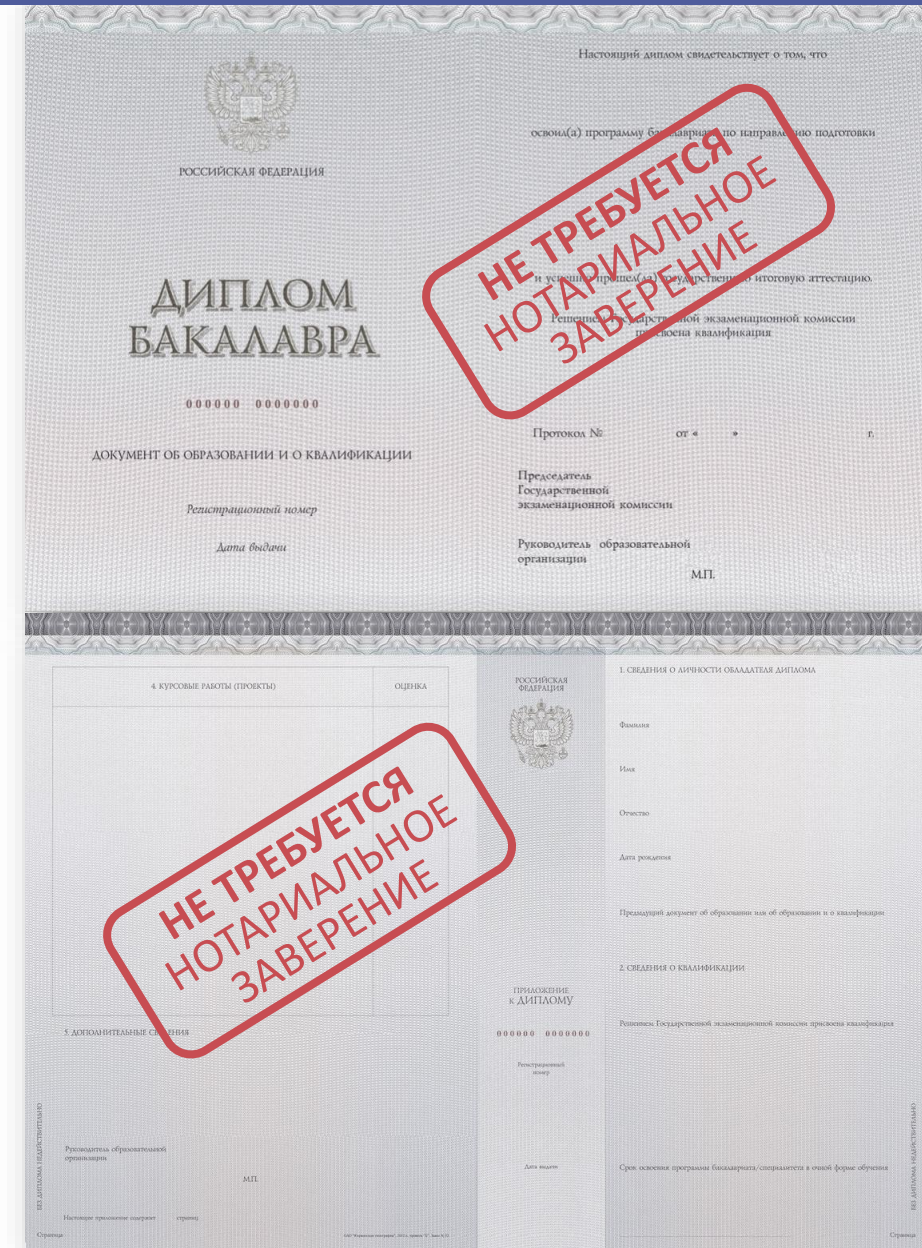 РОССИЙСКАЯ ФЕДЕРАЦИЯ
ДИПЛОМ
БАКАЛАВРА
000000 0000000
ДОКУМЕНТ ОБ ОБРАЗОВАНИИ И О КВАЛИФИКАЦИИ
Регистрационный номер
Дата выдачи
Настоящий диплом свидетельствует о том, что
освоил(а) программу бакалавриата по направлению подготовки
и успешно прошел(ла) государственную итоговую аттестацию.
Решением Государственной экзаменационной комиссии
присвоена квалификация
Протокол № от « » г.
Председатель
Государственной
экзаменационной комиссии
Руководитель образовательной
организации
М.П.
НЕ ТРЕБУЕТСЯ
НОТАРИАЛЬНОЕ
ЗАВЕРЕНИЕ
4. КУРСОВЫЕ РАБОТЫ (ПРОЕКТЫ) ОЦЕНКА
НЕ ТРЕБУЕТСЯ
НОТАРИАЛЬНОЕ
ЗАВЕРЕНИЕ
5. ДОПОЛНИТЕЛЬНЫЕ СВЕДЕНИЯ
БЕЗ ДИПЛОМА НЕДЕЙСТВИТЕЛЬНО
Руководитель образовательной
организации
М.П.
Настоящее приложение содержит страниц
Страница
РОССИЙСКАЯ
ФЕДЕРАЦИЯ
ПРИЛОЖЕНИЕ
к ДИПЛОМУ
000000 0000000
Регистрационный
номер
Дата выдачи
1. СВЕДЕНИЯ О ЛИЧНОСТИ ОБЛАДАТЕЛЯ ДИПЛОМА
Фамилия
Имя
Отчество
Дата рождения
Предыдущий документ об образовании или об образовании и о квалификации
2. СВЕДЕНИЯ О КВАЛИФИКАЦИИ
Решением Государственной экзаменационной комиссии присвоена квалификация
Срок освоения программы бакалавриата/специалитета в очной форме обучения
БЕЗ ДИПЛОМА НЕДЕЙСТВИТЕЛЬНО
Страница